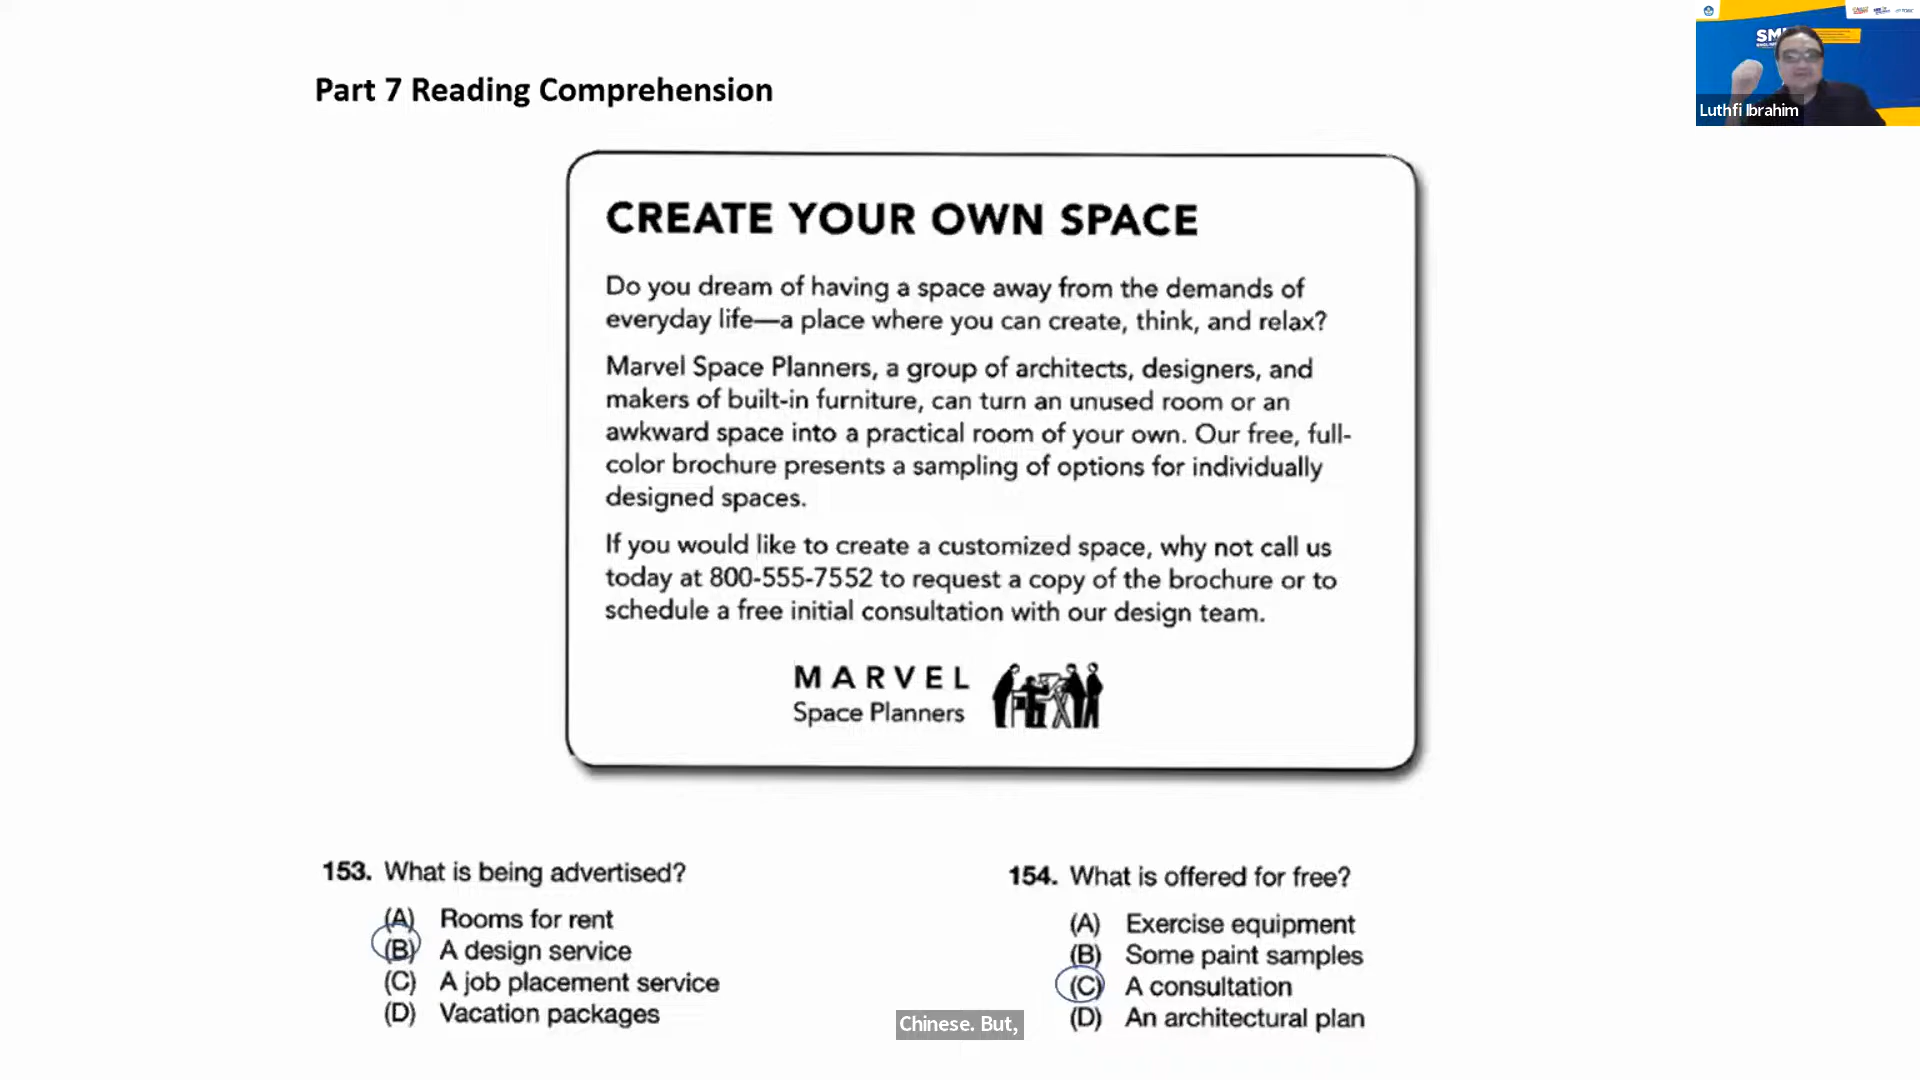 Part 7 Reading Comprehension
Luthfi Ibrahim
CREATE YOUR OWN SPACE
Do you dream of having a space away from the demands of
everyday life—a place where you can create, think, and relax?
Marvel Space Planners, a group of architects, designers, and
makers of built-in furniture, can turn an unused room or an
awkward space into a practical room of your own. Our free, full-
color brochure presents a sampling of options for individually
designed spaces.
If you would like to create a customized space, why not call us
today at 800-555-7552 to request a copy of the brochure or to
schedule a free initial consultation with our design team.
MARVEL
Space Planners
153. What is being advertised?
(A) Rooms for rent
(B) A design service
(C) A job placement service
(D) Vacation packages
154. What is offered for free?
(A) Exercise equipment
(B) Some paint samples
(C) A consultation
(D) An architectural plan
Chinese. But,